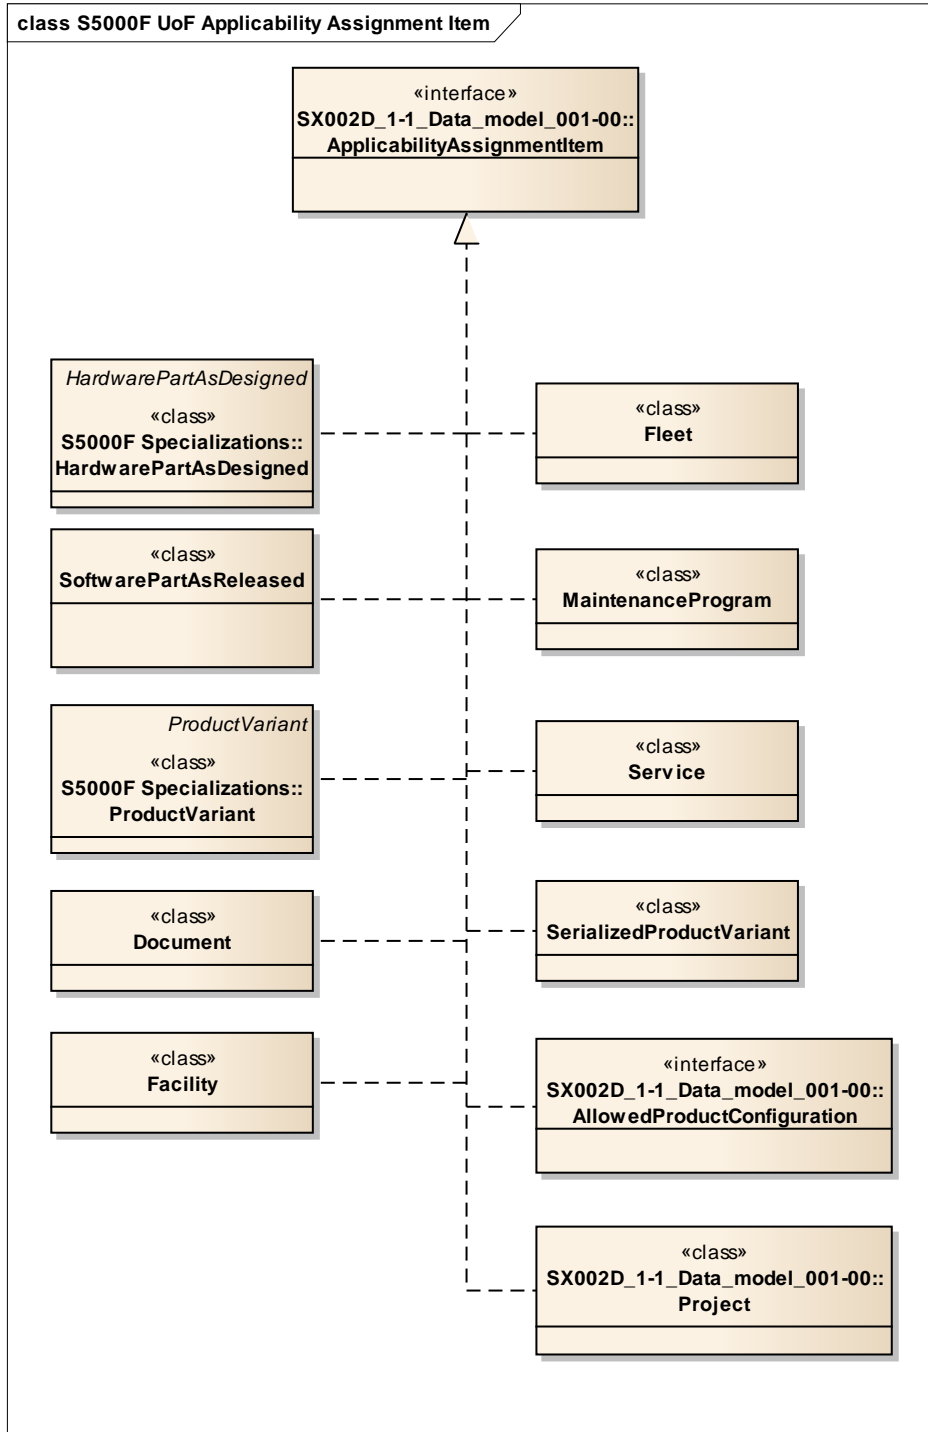 class S5000F UoF Applicability Assignment Item
«interface»
SX002D_1-1_Data_model_001-00::
ApplicabilityAssignmentItem
HardwarePartAsDesigned
«class»
S5000F Specializations::
HardwarePartAsDesigned
«class»
Fleet
«class»
SoftwarePartAsReleased
«class»
MaintenanceProgram
ProductVariant
«class»
S5000F Specializations::
ProductVariant
«class»
Service
«class»
Document
«class»
SerializedProductVariant
«class»
Facility
«interface»
SX002D_1-1_Data_model_001-00::
AllowedProductConfiguration
«class»
SX002D_1-1_Data_model_001-00::
Project